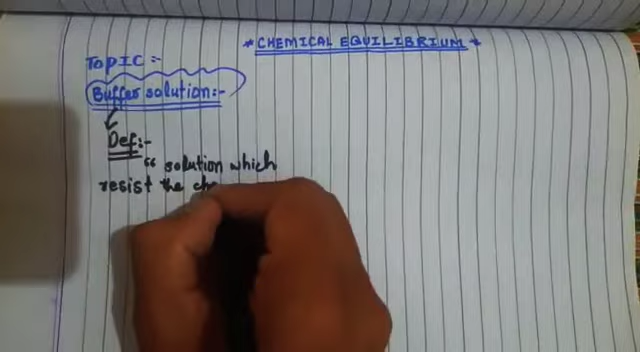 * CHEMICAL EQUILIBRIUM *
TOPIC :-
Buffer solution:-
Def:-
" solution which
resist the